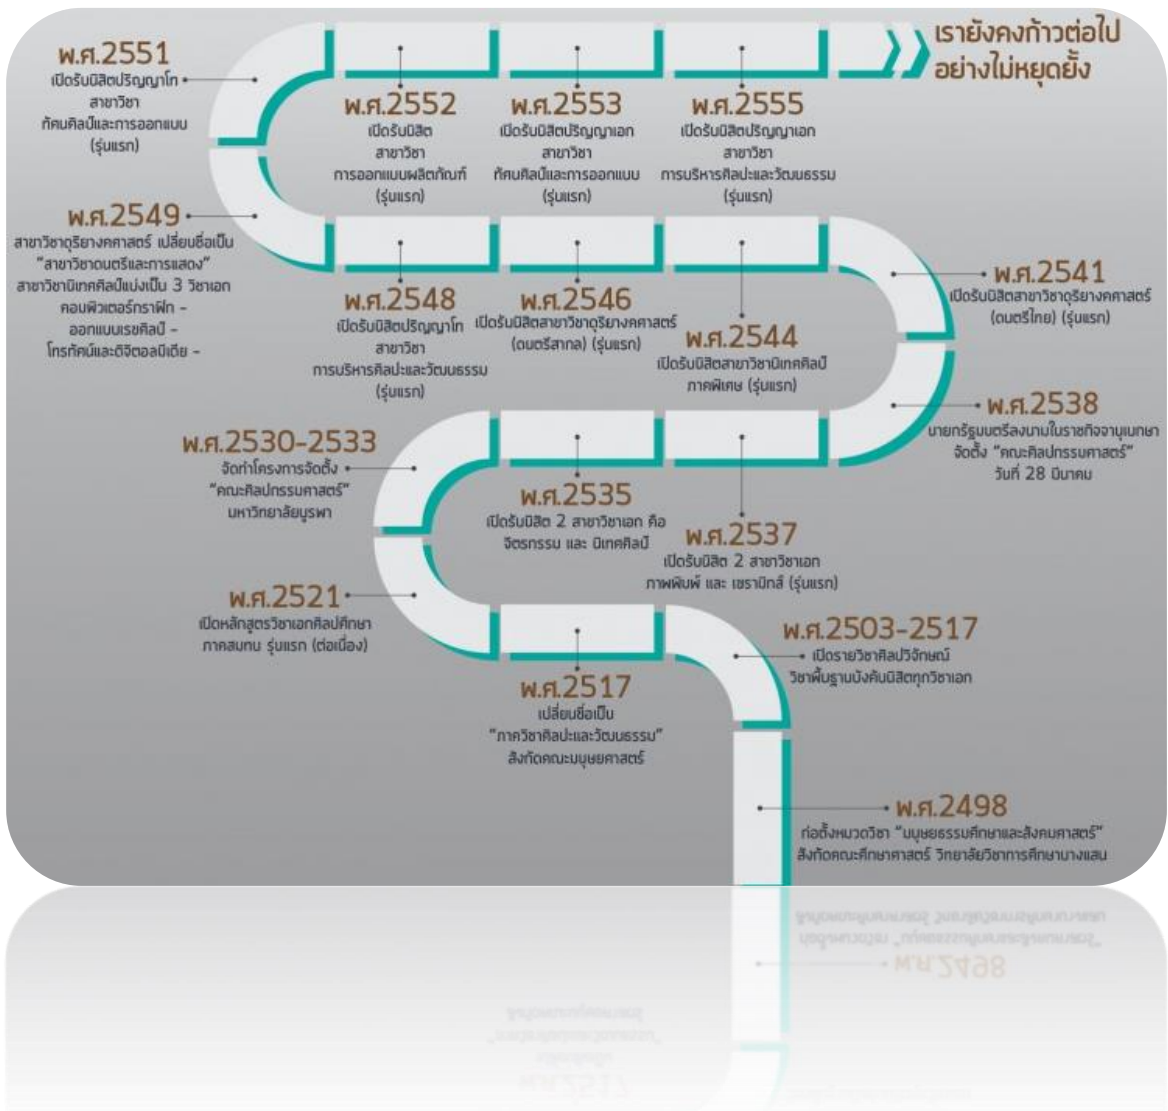 เรายังคงก้าวต่อไป
อย่างไม่หยุดยั้ง
พ.ศ.2551
เปิดรับนิสิตปริญญาโท
สาขาวิชา
ทัศนศิลป์และการออกแบบ
(รุ่นแรก)
พ.ศ.2552
เปิดรับนิสิต
สาขาวิชา
การออกแบบผลิตภัณฑ์
(รุ่นแรก)
พ.ศ.2553
เปิดรับนิสิตปริญญาเอก
สาขาวิชา
ทัศนศิลป์และการออกแบบ
(รุ่นแรก)
พ.ศ.2555
เปิดรับนิสิตปริญญาเอก
สาขาวิชา
การบริหารศิลปะและวัฒนธรรม
(รุ่นแรก)
พ.ศ.2549
สาขาวิชาดุริยางคศาสตร์ เปลี่ยนชื่อเป็น
"สาขาวิชาดนตรีและการแสดง"
สาขาวิชานิเทศศิลป์แบ่งเป็น 3 วิชาเอก
คอมพิวเตอร์กราฟิก -
ออกแบบเรขศิลป์ -
โทรทัศน์และดิจิตอลมีเดีย -
พ.ศ.2548
เปิดรับนิสิตปริญญาโท
สาขาวิชา
การบริหารศิลปะและวัฒนธรรม
(รุ่นแรก)
พ.ศ.2546
เปิดรับนิสิตสาขาวิชาดุริยางคศาสตร์
(ดนตรีสากล) (รุ่นแรก)
พ.ศ.2544
เปิดรับนิสิตสาขาวิชานิเทศศิลป์
ภาคพิเศษ (รุ่นแรก)
พ.ศ.2541
เปิดรับนิสิตสาขาวิชาดุริยางคศาสตร์
(ดนตรีไทย) (รุ่นแรก)
พ.ศ.2538
นายกรัฐมนตรีลงนามในราชกิจจานุเบกษา
จัดตั้ง "คณะศิลปกรรมศาสตร์"
วันที่ 28 มีนาคม
พ.ศ.2530-2533
จัดทำโครงการจัดตั้ง
"คณะศิลปกรรมศาสตร์"
มหาวิทยาลัยบูรพา
พ.ศ.2535
เปิดรับนิสิต 2 สาขาวิชาเอก คือ
จิตรกรรม และ นิเทศศิลป์
พ.ศ.2537
เปิดรับนิสิต 2 สาขาวิชาเอก
ภาพพิมพ์ และ เซรามิกส์ (รุ่นแรก)
พ.ศ.2521
เปิดหลักสูตรวิชาเอกศิลปศึกษา
ภาคสมทบ รุ่นแรก (ต่อเนื่อง)
พ.ศ.2517
เปลี่ยนชื่อเป็น
"ภาควิชาศิลปะและวัฒนธรรม"
สังกัดคณะมนุษยศาสตร์
พ.ศ.2503-2517
เปิดรายวิชาศิลปวิจักษณ์
วิชาพื้นฐานบังคับนิสิตทุกวิชาเอก
พ.ศ.2498
ก่อตั้งหมวดวิชา "มนุษยธรรมศึกษาและสังคมศาสตร์"
สังกัดคณะศึกษาศาสตร์ วิทยาลัยวิชาการศึกษาบางแสน